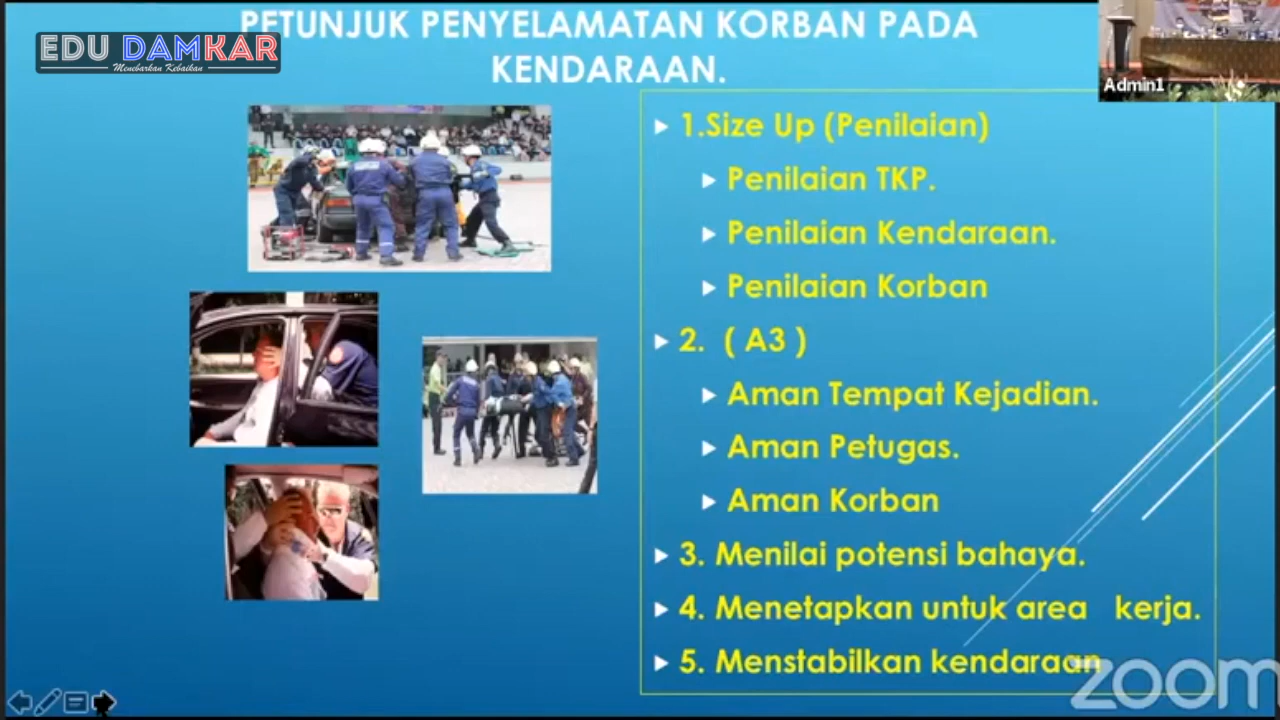 PETUNJUK PENYELAMATAN KORBAN PADA
KENDARAAN.
EDU DAMKAR
Menebarkan Kebaikan
Admin1
1.Size Up (Penilaian)
Penilaian TKP.
Penilaian Kendaraan.
Penilaian Korban
2. ( A3 )
Aman Tempat Kejadian.
Aman Petugas.
Aman Korban
3. Menilai potensi bahaya.
4. Menetapkan untuk area kerja.
5. Menstabilkan kendaraan
zoom